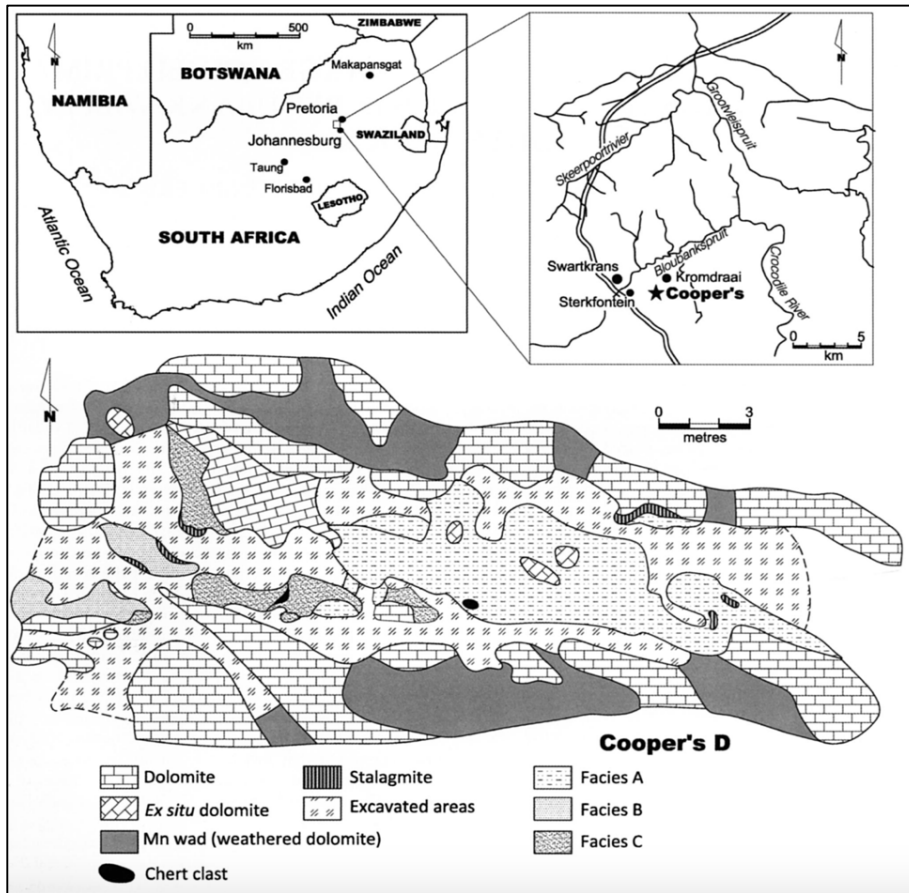 ZIMBABWE
0 500
km
N
BOTSWANA
Makapansgat
NAMIBIA
Pretoria
Johannesburg
SWAZILAND
Taung
Florisbad
LESOTHO
SOUTH AFRICA
Atlantic Ocean
Indian Ocean
N
Grootvleispruit
Skeerpoortrivier
Bloubankspruit
Swartkrans
Kromdraai
Cooper's
Sterkfontein
Crocodile River
0 5
km
N
0 3
metres
Cooper's D
Dolomite
Stalagmite
Facies A
Ex situ dolomite
Excavated areas
Facies B
Mn wad (weathered dolomite)
Facies C
Chert clast